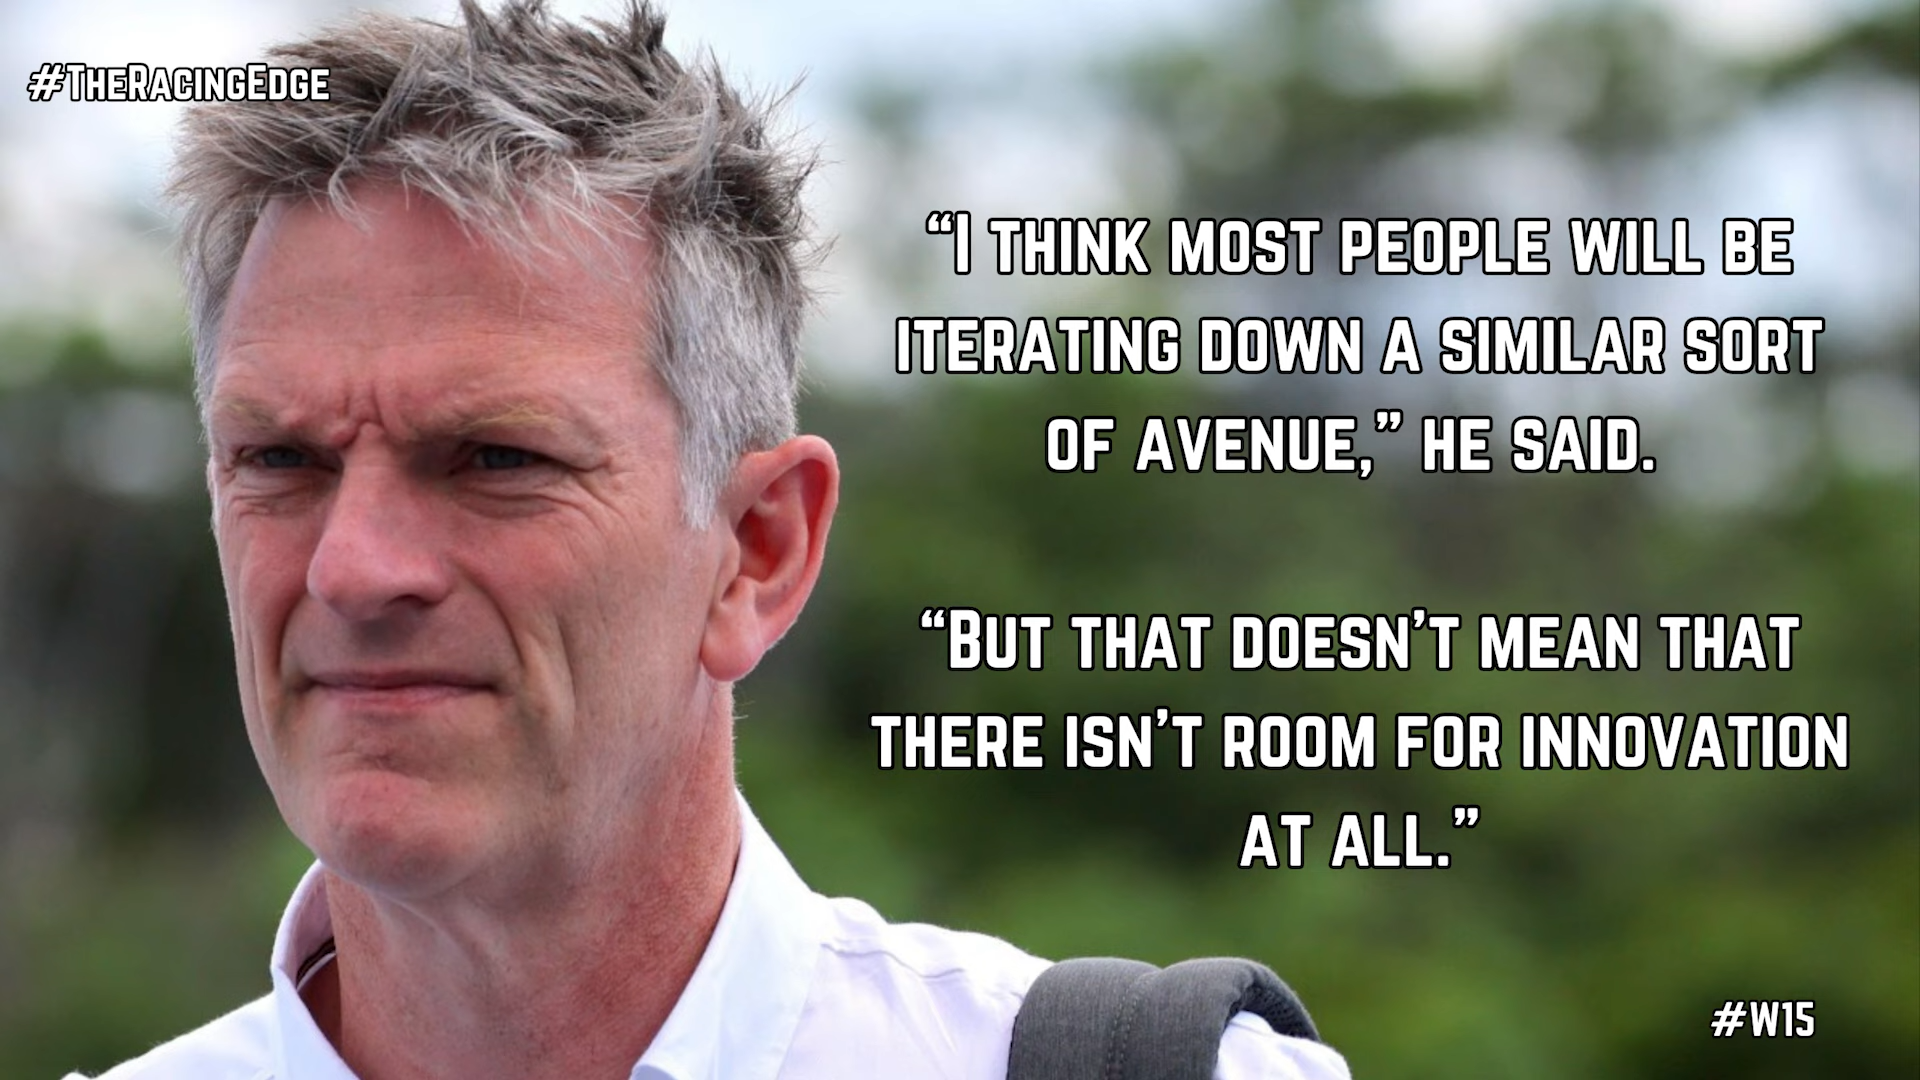 #TheRacingEdge
“I think most people will be
iterating down a similar sort
of avenue,” he said.
“But that doesn’t mean that
there isn’t room for innovation
at all.”
#W15